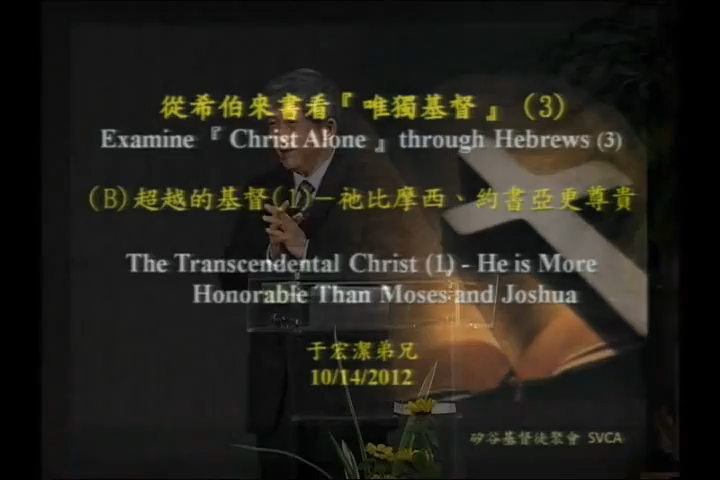 從希伯來書看『唯獨基督』(3)
Examine『Christ Alone』through Hebrews (3)
(B)超越的基督(1)－祂比摩西、約書亞更尊貴
The Transcendental Christ (1) - He is More
Honorable Than Moses and Joshua
于宏潔弟兄
10/14/2012
矽谷基督徒聚會 SVCA